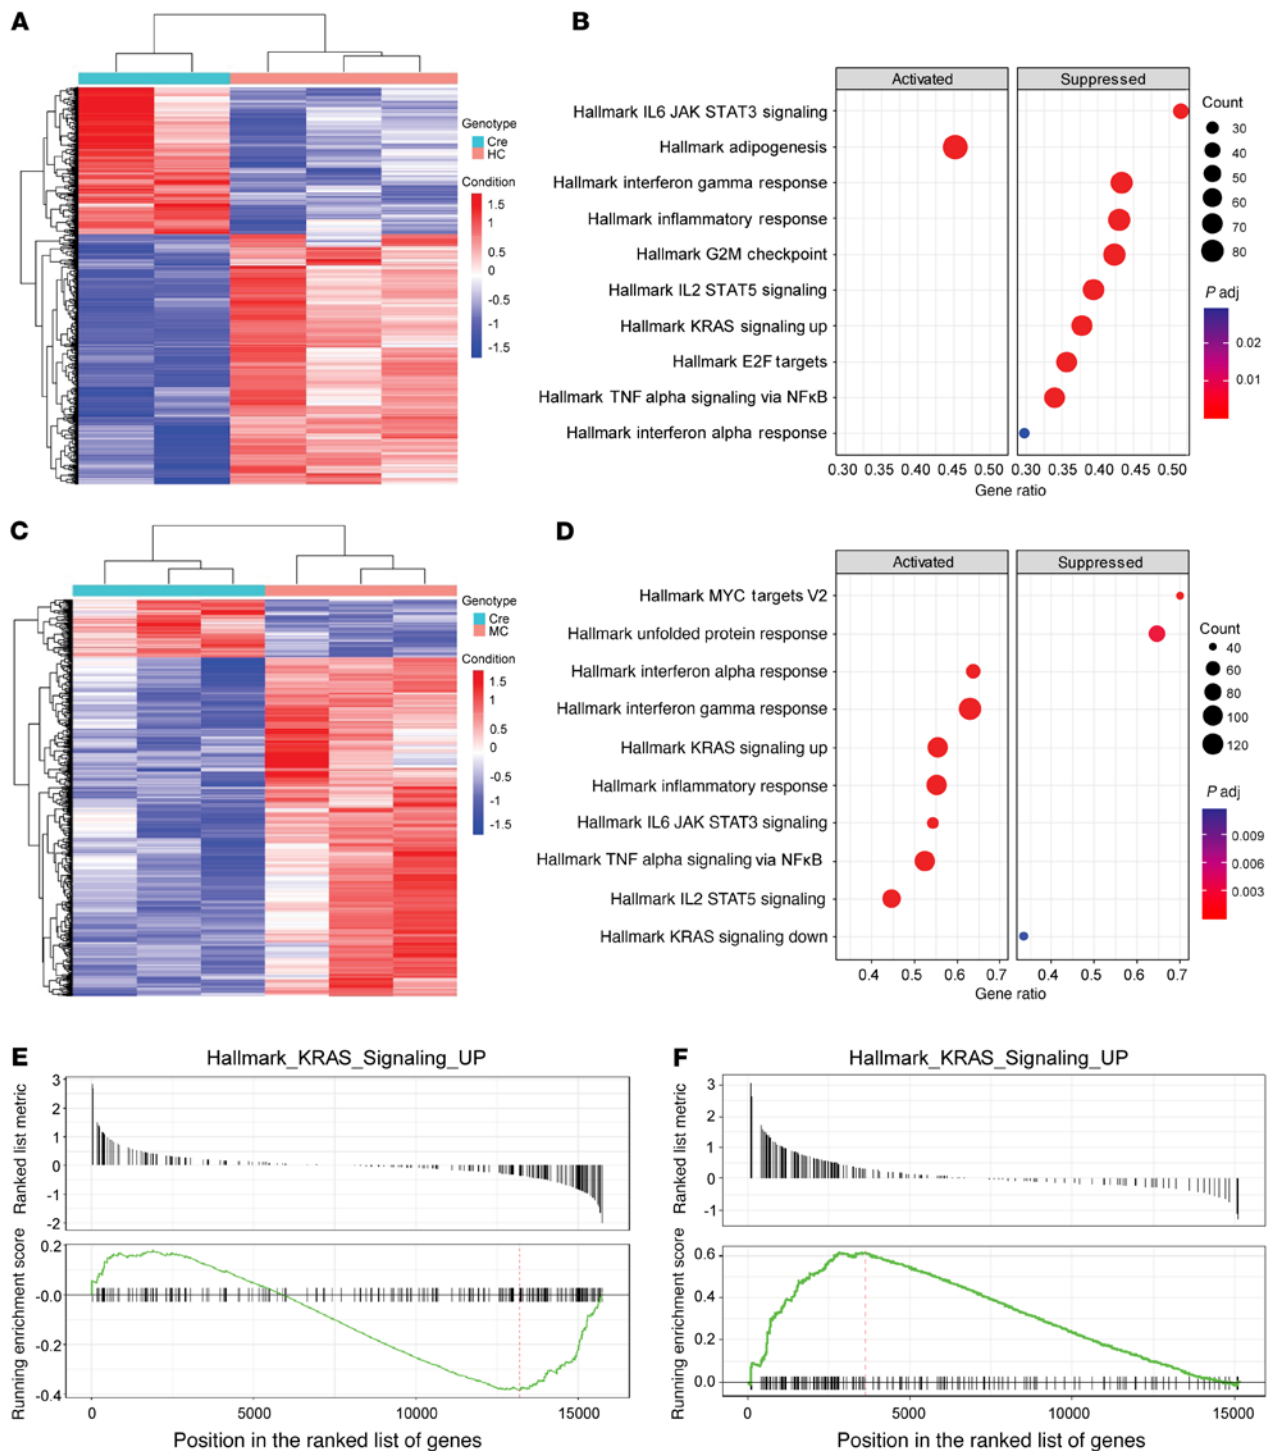 A
Genotype
Cre
HC
Condition
1.5
1
0.5
0
-0.5
-1
-1.5
B
Activated
Suppressed
Hallmark IL6 JAK STAT3 signaling
Hallmark adipogenesis
Hallmark interferon gamma response
Hallmark inflammatory response
Hallmark G2M checkpoint
Hallmark IL2 STAT5 signaling
Hallmark KRAS signaling up
Hallmark E2F targets
Hallmark TNF alpha signaling via NFκB
Hallmark interferon alpha response
0.30 0.35 0.40 0.45 0.50
0.30 0.35 0.40 0.45 0.50
Gene ratio
Count
30
40
50
60
70
80
P adj
0.02
0.01
C
Genotype
Cre
MC
Condition
1.5
1
0.5
0
-0.5
-1
-1.5
D
Activated
Suppressed
Hallmark MYC targets V2
Hallmark unfolded protein response
Hallmark interferon alpha response
Hallmark interferon gamma response
Hallmark KRAS signaling up
Hallmark inflammatory response
Hallmark IL6 JAK STAT3 signaling
Hallmark TNF alpha signaling via NFκB
Hallmark IL2 STAT5 signaling
Hallmark KRAS signaling down
0.4 0.5 0.6 0.7
0.4 0.5 0.6 0.7
Gene ratio
Count
40
60
80
100
120
P adj
0.009
0.006
0.003
E
Hallmark_KRAS_Signaling_UP
Ranked list metric
3
2
1
0
-1
-2
Running enrichment score
0.2
-0.0
-0.2
-0.4
0 5000 10000 15000
Position in the ranked list of genes
F
Hallmark_KRAS_Signaling_UP
Ranked list metric
3
2
1
0
-1
Running enrichment score
0.6
0.4
0.2
0.0
0 5000 10000 15000
Position in the ranked list of genes